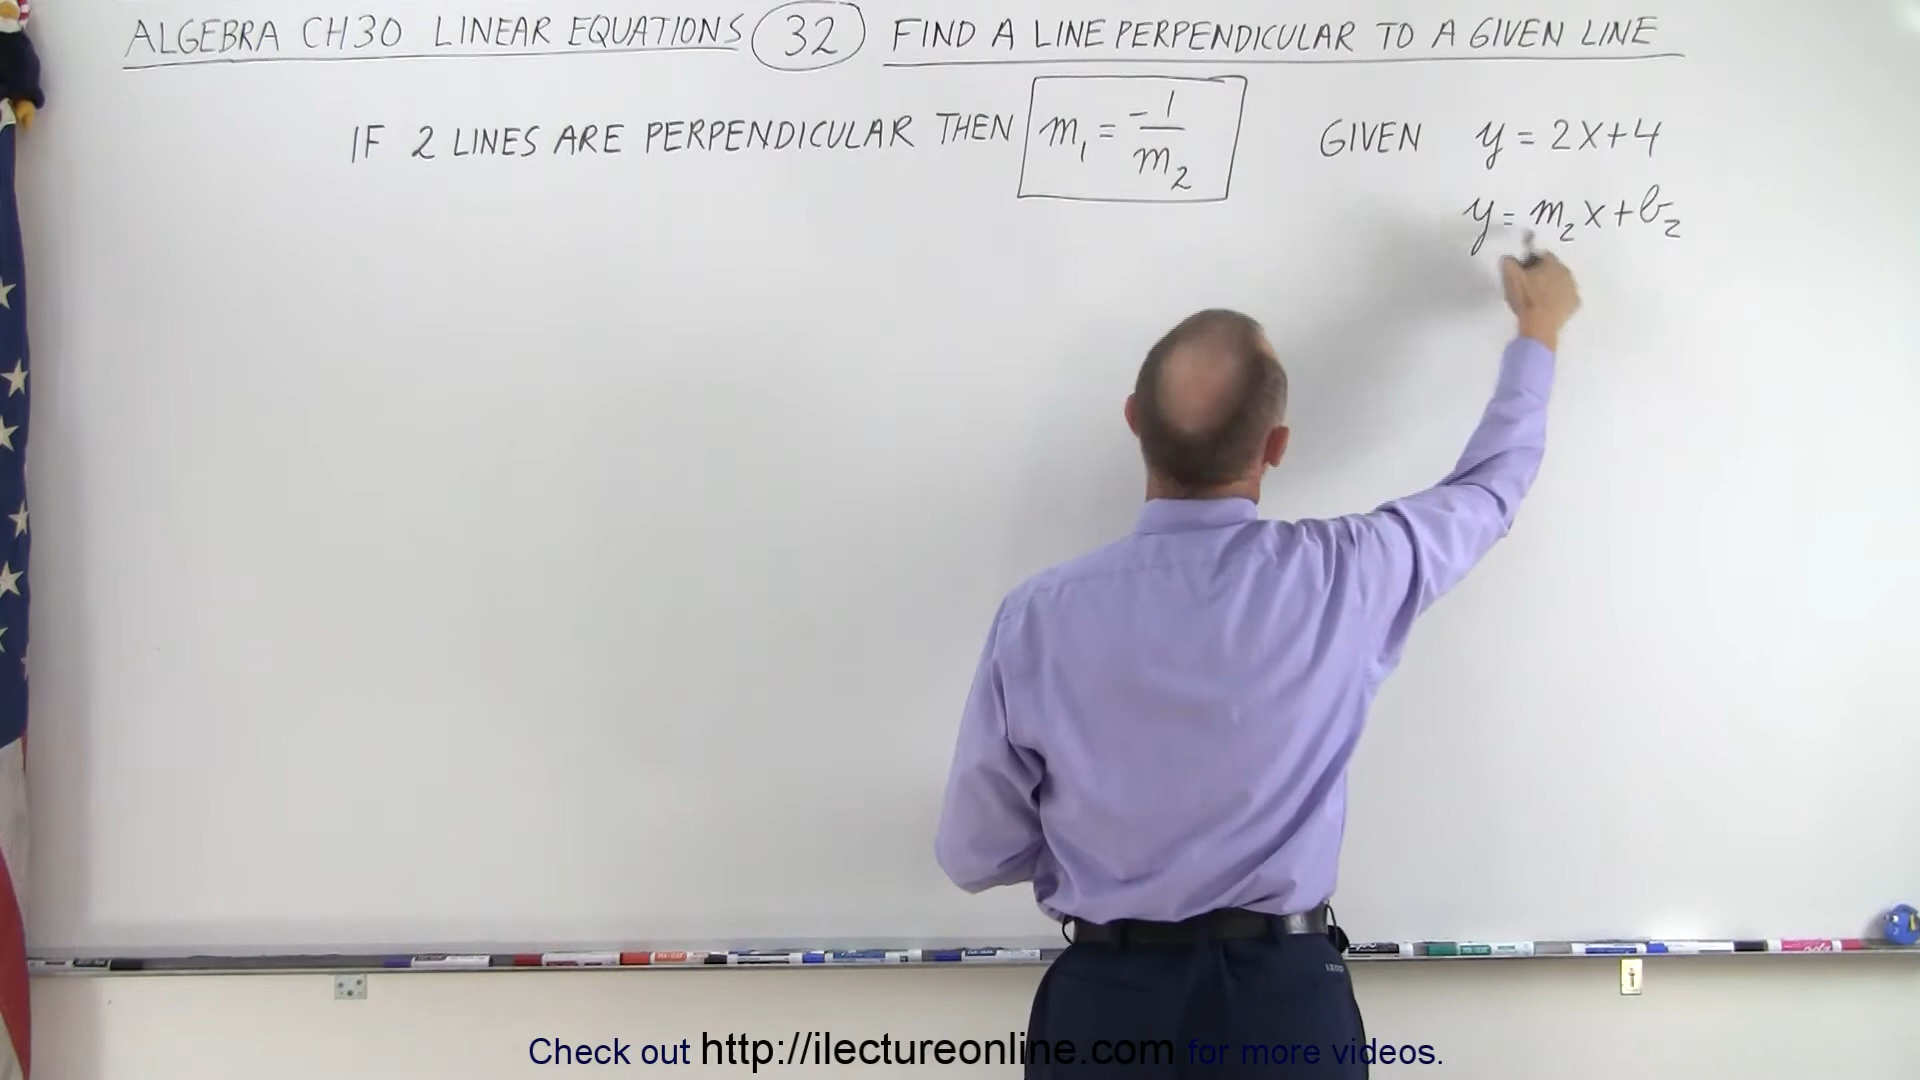 ALGEBRA CH30 LINEAR EQUATIONS 32 FIND A LINE PERPENDICULAR TO A GIVEN LINE
IF 2 LINES ARE PERPENDICULAR THEN m₁ = -1/m₂ GIVEN y = 2x+4
y = m₂x+b₂
Check out http://ilectureonline.com for more videos.